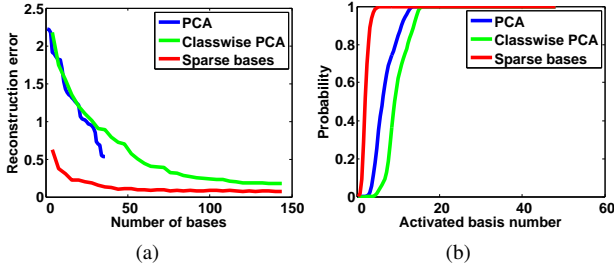 2.5
2
1.5
1
0.5
0
0
50
100
150
Reconstruction error
Number of bases
PCA
Classwise PCA
Sparse bases
(a)
1
0.8
0.6
0.4
0.2
0
0
20
40
60
Probability
Activated basis number
PCA
Classwise PCA
Sparse bases
(b)